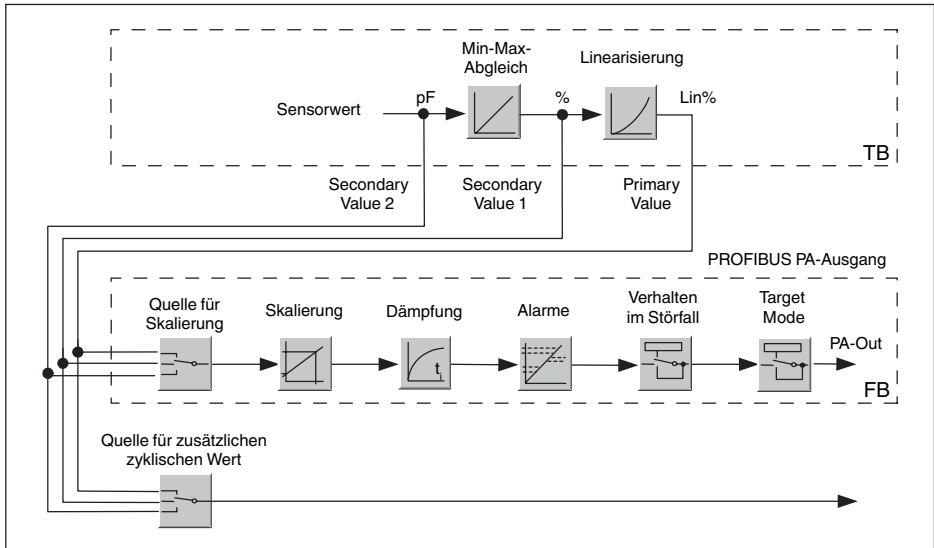 Min-Max-
Abgleich
Linearisierung
Sensorwert
pF
%
Lin%
TB
Secondary
Value 2
Secondary
Value 1
Primary
Value
PROFIBUS PA-Ausgang
Quelle für
Skalierung
Skalierung
Dämpfung
Alarme
Verhalten
im Störfall
Target
Mode
ti
PA-Out
FB
Quelle für zusätzlichen
zyklischen Wert